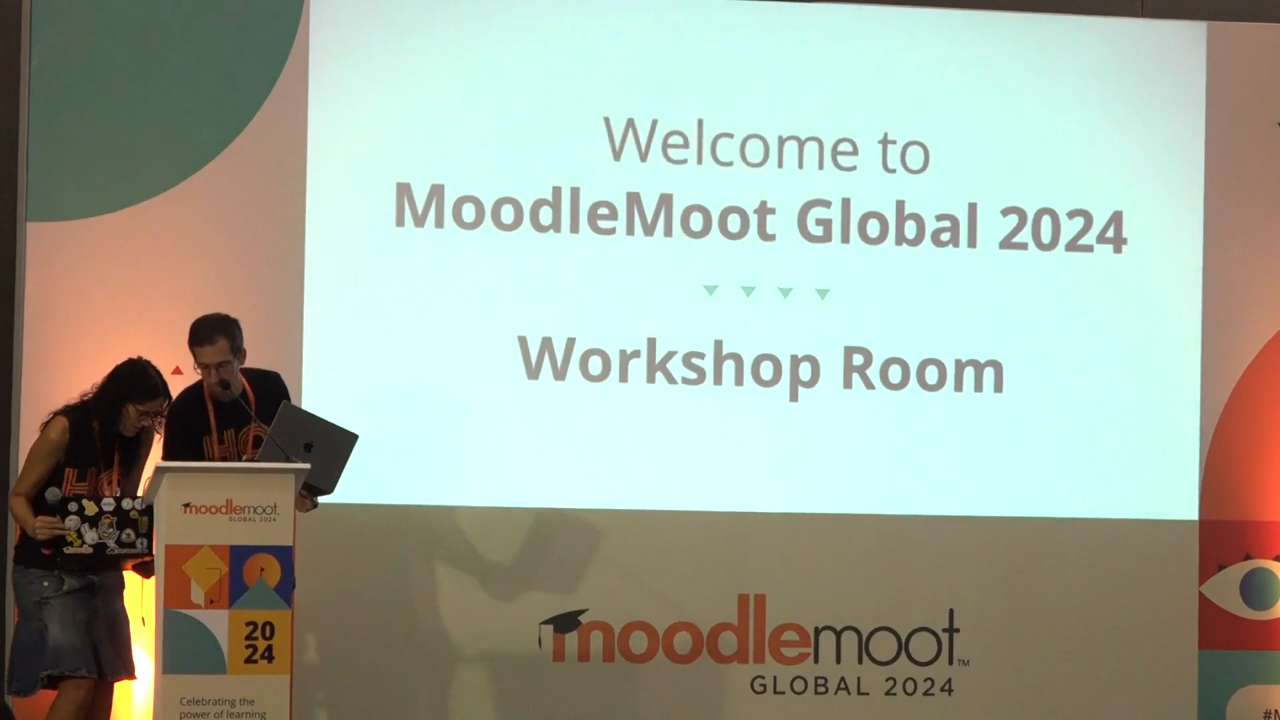 Welcome to
MoodleMoot Global 2024
Workshop Room
moodlemoot
GLOBAL 2024
20
24
Celebrating the
power of learning
moodlemoot™
GLOBAL 2024